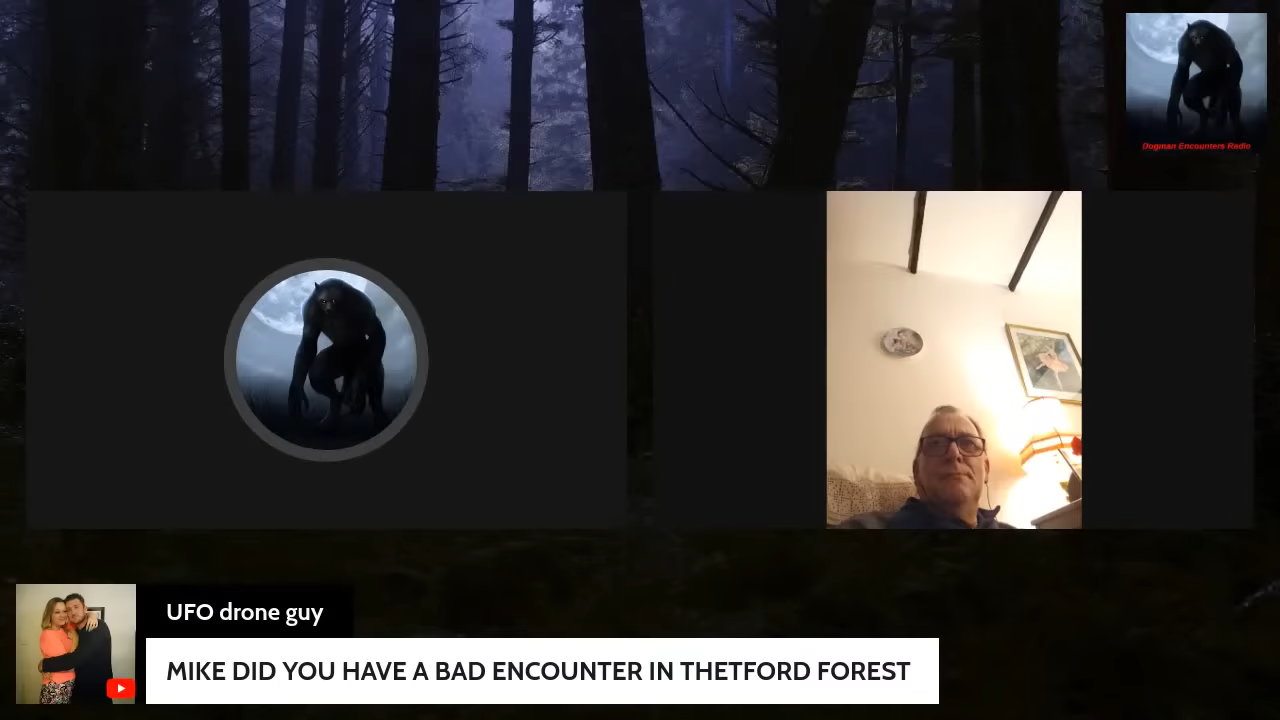 Dogman Encounters Radio
UFO drone guy
MIKE DID YOU HAVE A BAD ENCOUNTER IN THETFORD FOREST